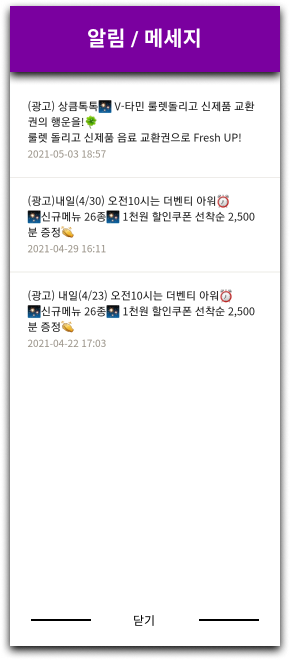 알림 / 메세지
(광고) 상큼톡톡🌃 V-타민 룰렛돌리고 신제품 교환
권의 행운을!🍀
룰렛 돌리고 신제품 음료 교환권으로 Fresh UP!
2021-05-03 18:57
(광고)내일(4/30) 오전10시는 더벤티 아워⏰
🌃신규메뉴 26종🌃 1천원 할인쿠폰 선착순 2,500
분 증정👏
2021-04-29 16:11
(광고) 내일(4/23) 오전10시는 더벤티 아워⏰
🌃신규메뉴 26종🌃 1천원 할인쿠폰 선착순 2,500
분 증정👏
2021-04-22 17:03
닫기